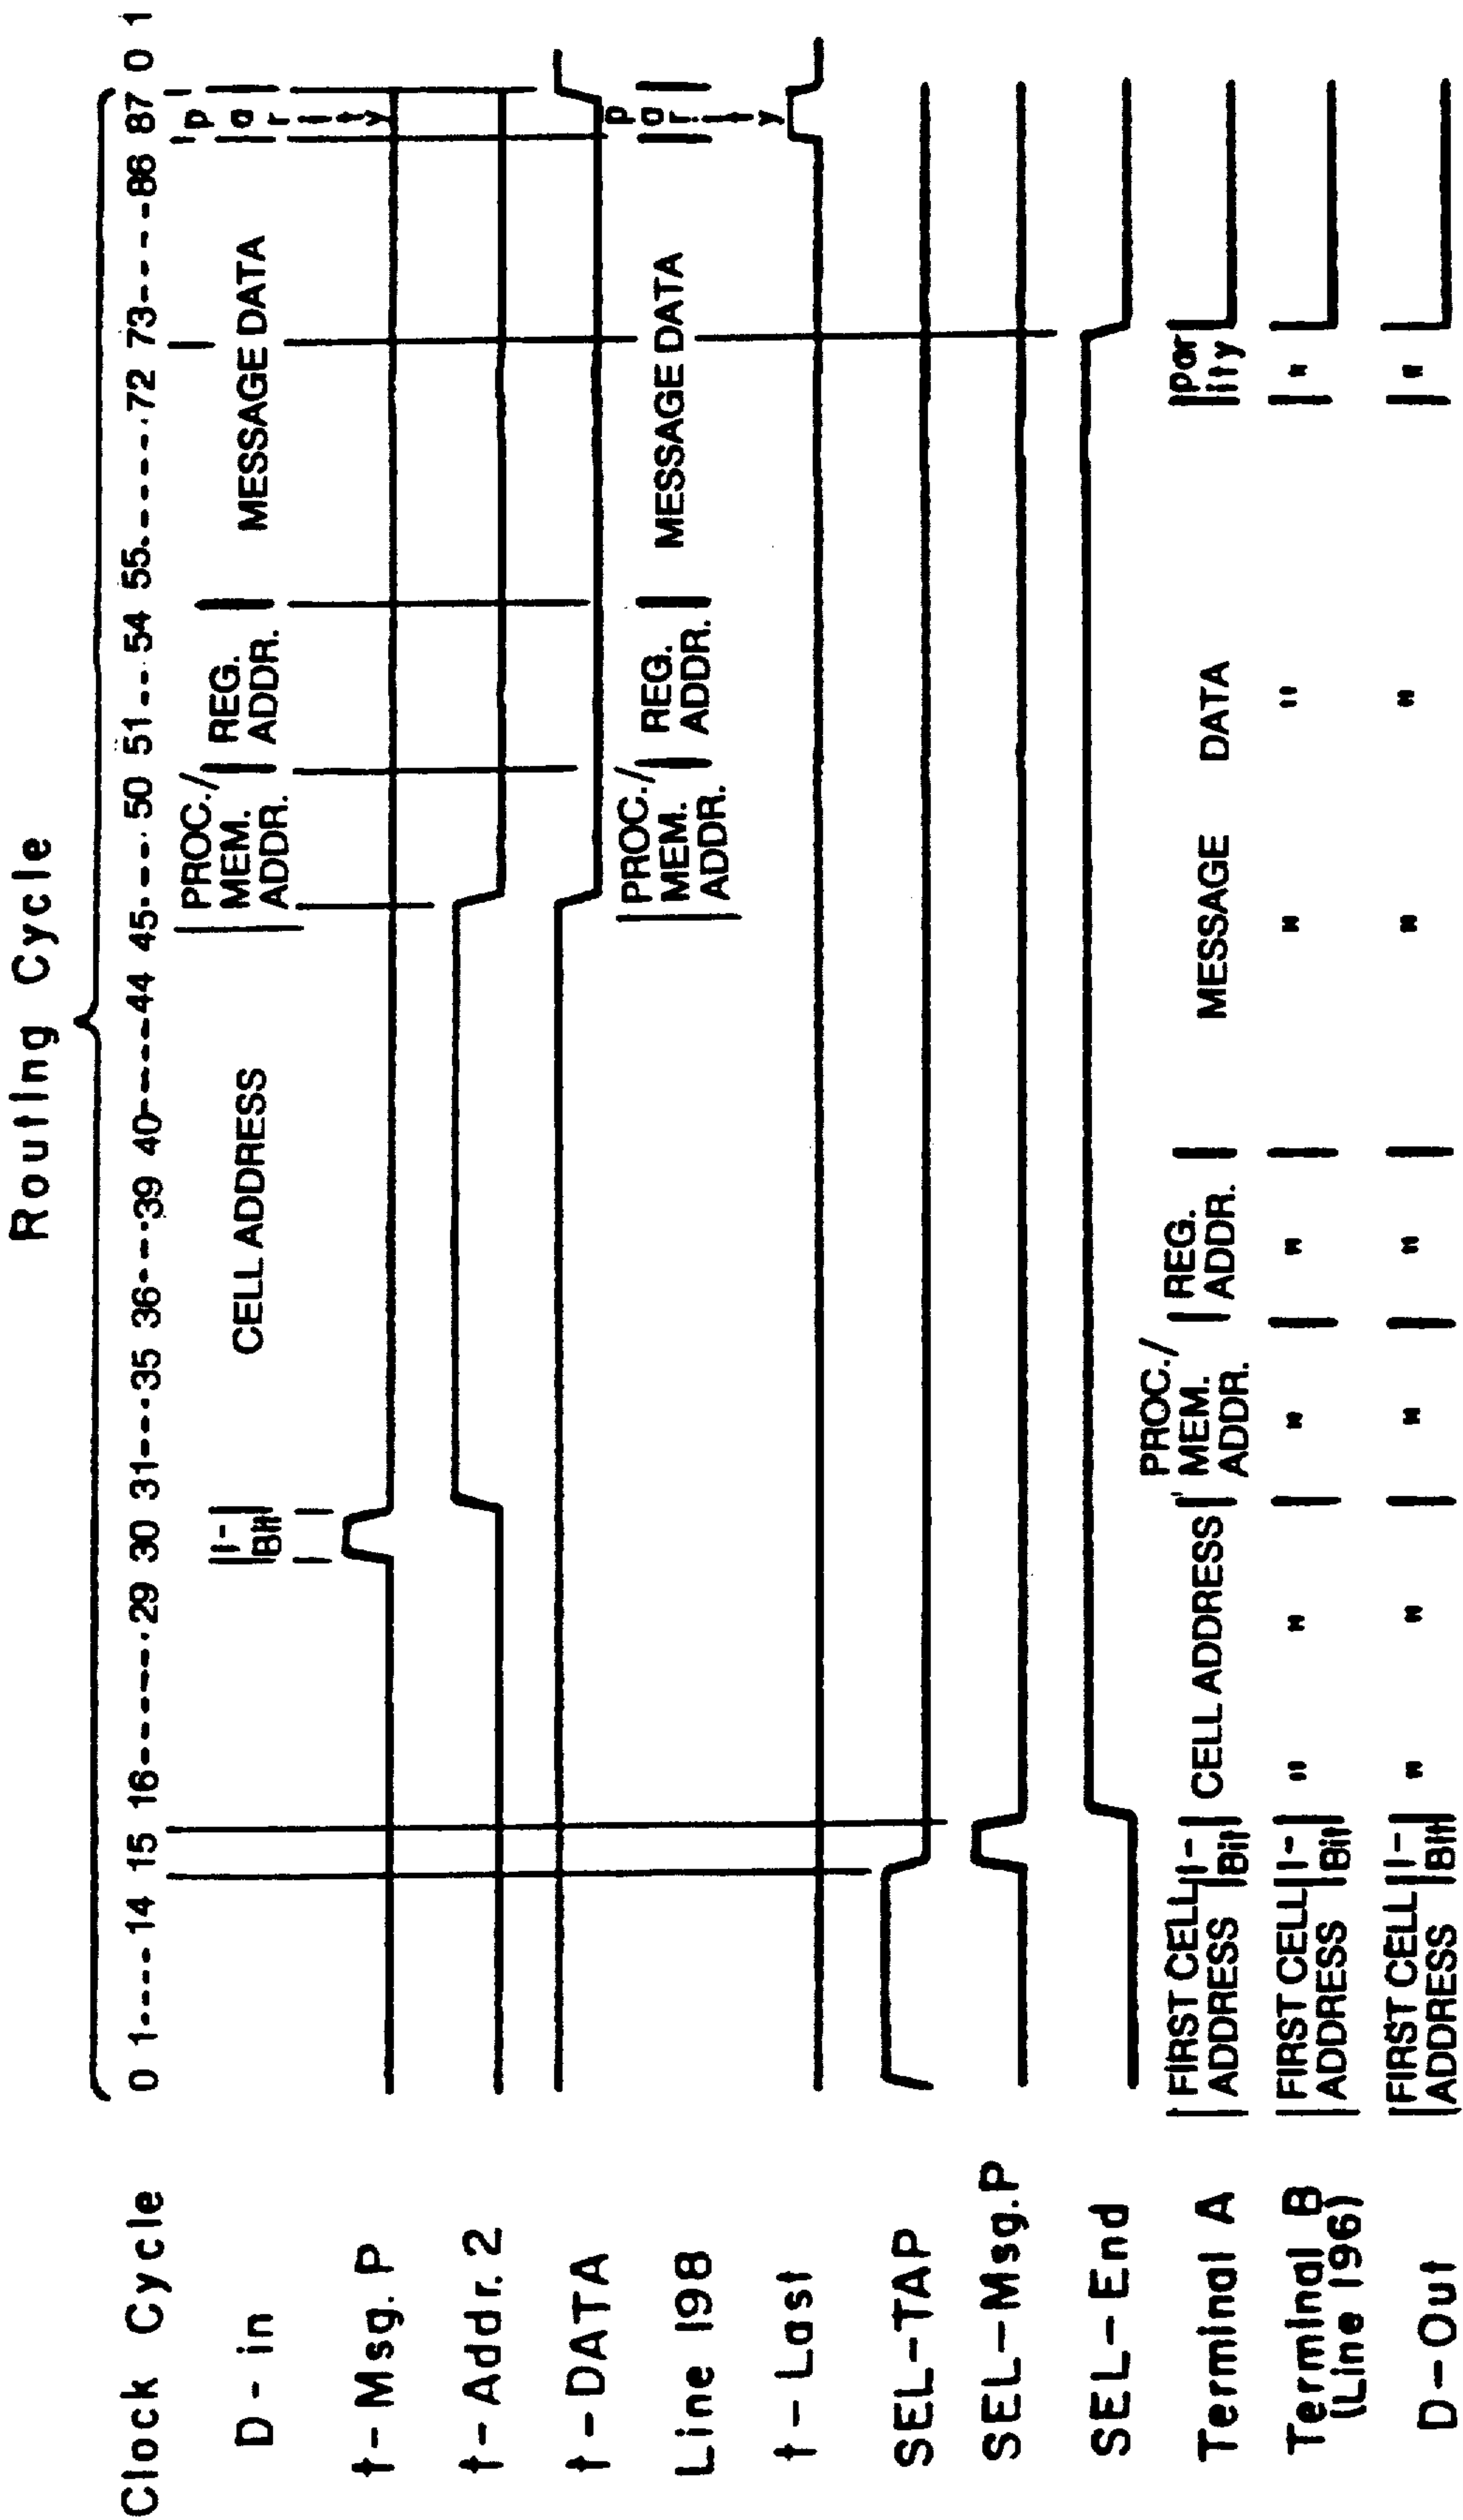 Routing Cycle
Clock Cycle 0 1----14 15 16-----29 30 31---35 36---39 40----44 45---50 51---54 55------72 73----86 87 0 1
D-in |I-Bit| CELL ADDRESS |PROC./MEM. ADDR.| REG. ADDR. | MESSAGE DATA |parity|
t-Msg. P
t-Addr. 2
t-DATA
Line 198 |PROC./MEM. ADDR.| REG. ADDR. | MESSAGE DATA |parity|
t-Last
SEL-TAP
SEL-Msg.P
SEL-End
Terminal A |FIRST CELL ADDRESS |I-Bit| CELL ADDRESS | PROC./MEM. ADDR. | REG. ADDR. | MESSAGE DATA |parity|
Terminal B (Line 196) |FIRST CELL ADDRESS |I-Bit| " " | " | " | " " | " |
D-Out |FIRST CELL ADDRESS |I-Bit| " " | " | " | " " | " |